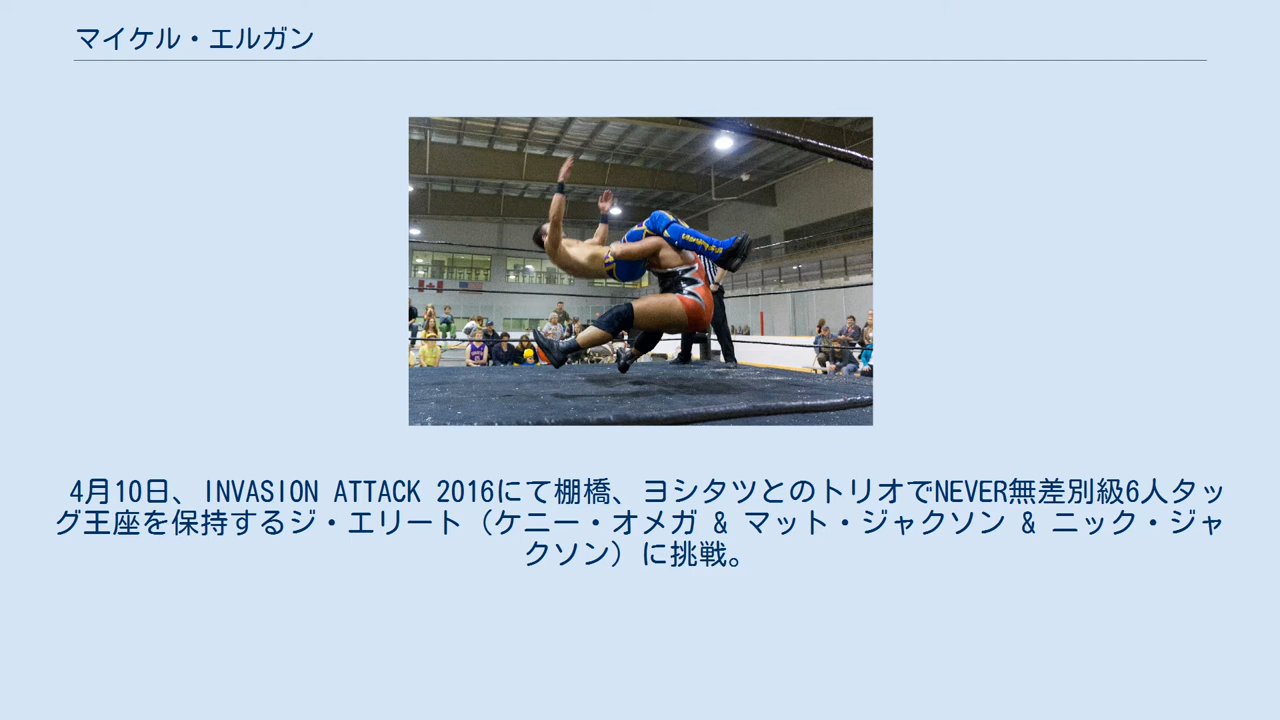 マイケル・エルガン
4月10日、INVASION ATTACK 2016にて棚橋、ヨシタツとのトリオでNEVER無差別級6人タッ
グ王座を保持するジ・エリート（ケニー・オメガ & マット・ジャクソン & ニック・ジャ
クソン）に挑戦。